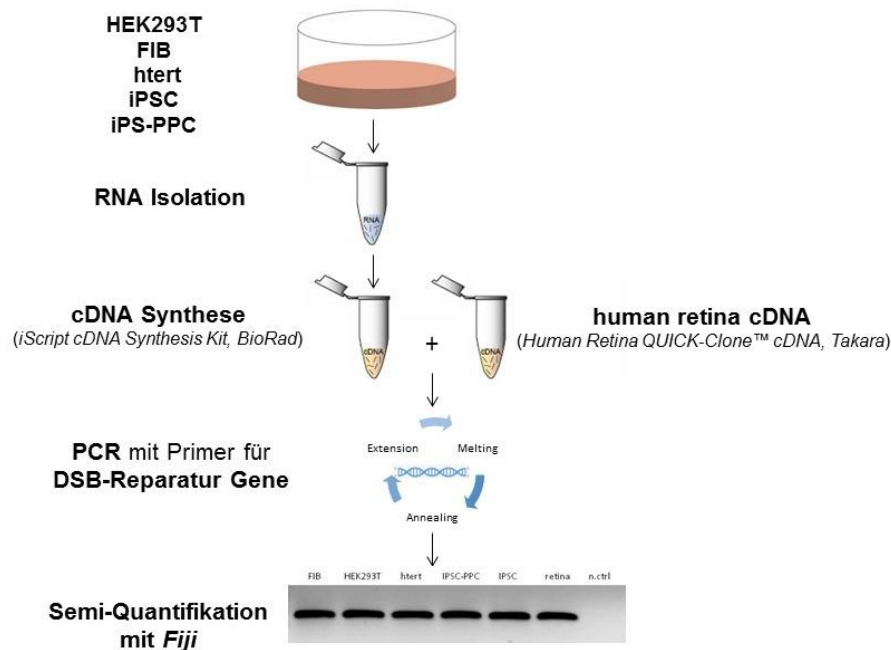 HEK293T
FIB
htert
iPSC
iPS-PPC
RNA Isolation
RNA
cDNA Synthese
(iScript cDNA Synthesis Kit, BioRad)
cDNA
+
cDNA
human retina cDNA
(Human Retina QUICK-Clone™ cDNA, Takara)
PCR mit Primer für
DSB-Reparatur Gene
Extension Melting
Annealing
FIB HEK293T htert IPSC-PPC IPSC retina n.ctrl
Semi-Quantifikation
mit Fiji